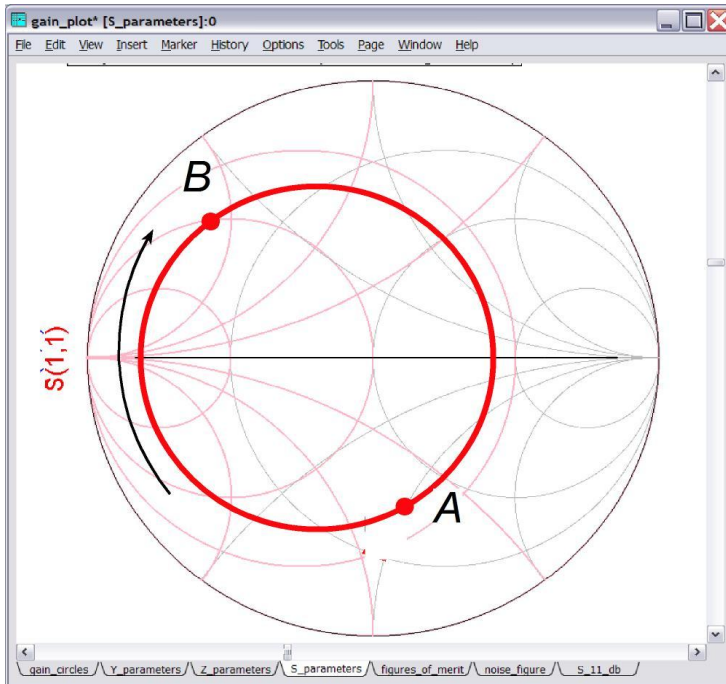 gain_plot* [S_parameters]:0
File Edit View Insert Marker History Options Tools Page Window Help
B
S(1,1)
A
gain_circles Y_parameters Z_parameters S_parameters figures_of_merit noise_figure S_11_db